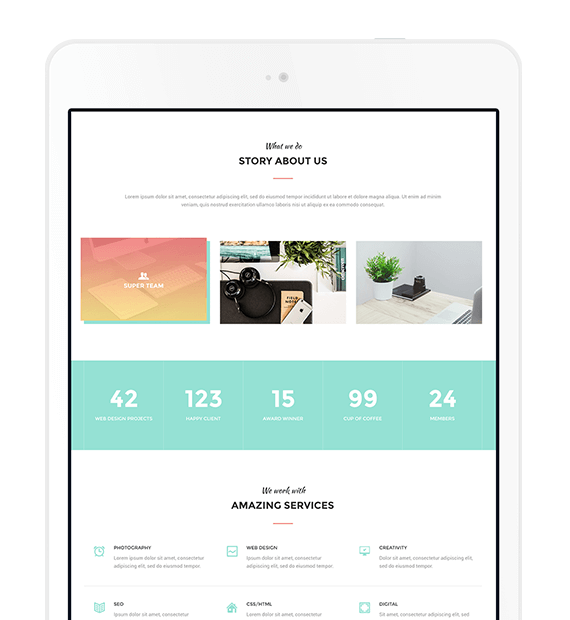 What we do
STORY ABOUT US
Lorem ipsum dolor sit amet, consectetur adipiscing elit, sed do eiusmod tempor incididunt ut labore et dolore magna aliqua. Ut enim ad minim
veniam, quis nostrud exercitation ullamco laboris nisi ut aliquip ex ea commodo consequat.
SUPER TEAM
FIELD NOTES
42
123
15
99
24
WEB DESIGN PROJECTS
HAPPY CLIENT
AWARD WINNER
CUP OF COFFEE
MEMBERS
We work with
AMAZING SERVICES
PHOTOGRAPHY
Lorem ipsum dolor sit amet, consectetur
adipiscing elit, sed do eiusmod tempor.
WEB DESIGN
Lorem ipsum dolor sit amet, consectetur
adipiscing elit, sed do eiusmod tempor.
CREATIVITY
Dolor sit amet, consectetur adipiscing elit,
sed do eiusmod tempor.
SEO
Lorem ipsum dolor sit amet, consectetur
CSS/HTML
Lorem ipsum dolor sit amet, consectetur
DIGITAL
Sit amet, consectetur adipiscing elit, sed